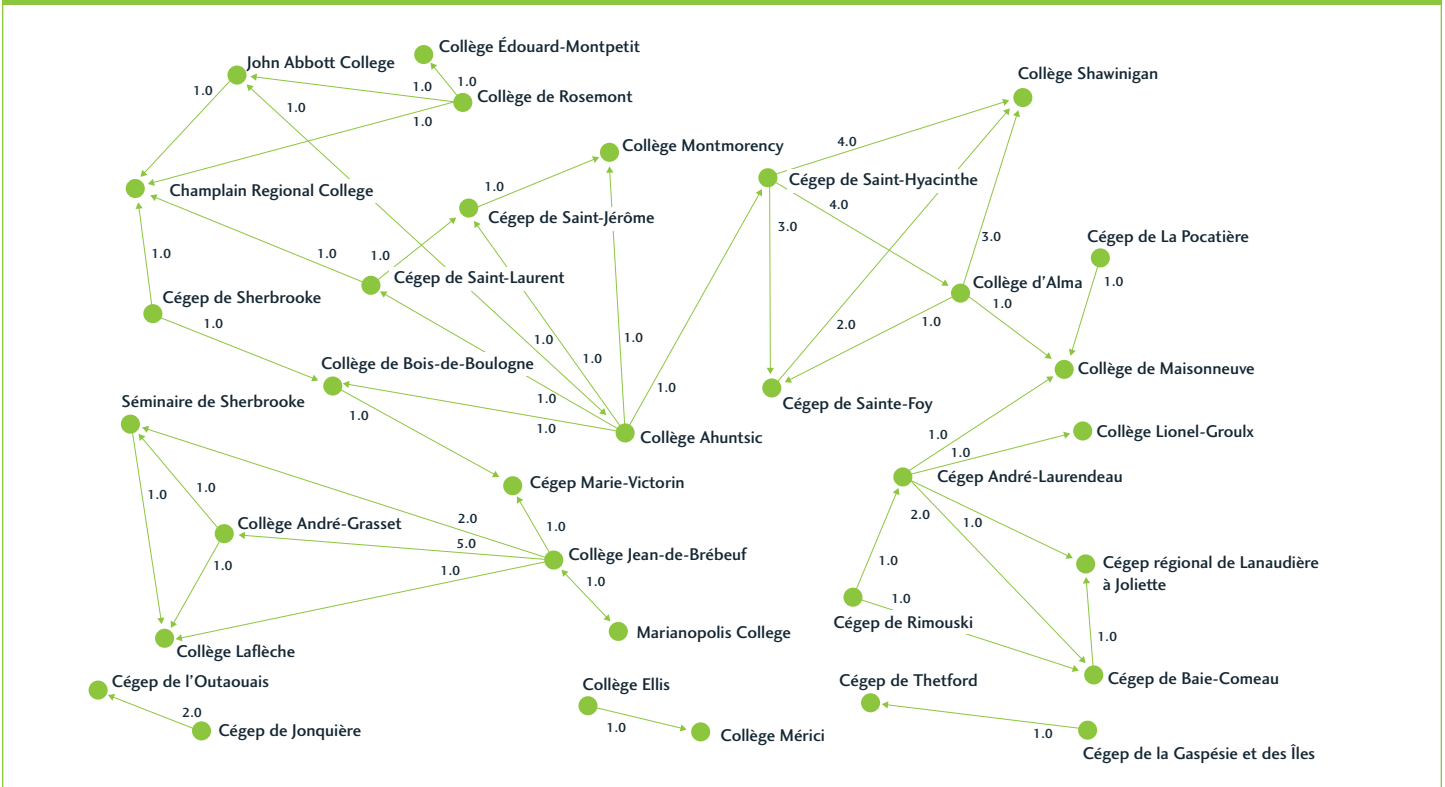 Collège Édouard-Montpetit
John Abbott College
1.0
1.0
1.0
Collège de Rosemont
1.0
1.0
Collège Shawinigan
Collège Montmorency
4.0
Champlain Regional College
1.0
Cégep de Saint-Hyacinthe
4.0
Cégep de Saint-Jérôme
3.0
3.0
Cégep de La Pocatière
1.0
1.0
1.0
Cégep de Saint-Laurent
Collège d'Alma
1.0
1.0
Cégep de Sherbrooke
1.0
2.0
1.0
1.0
1.0
1.0
Collège de Bois-de-Boulogne
Collège de Maisonneuve
1.0
Séminaire de Sherbrooke
1.0
1.0
1.0
Cégep de Sainte-Foy
Collège Ahuntsic
1.0
Collège Lionel-Groulx
1.0
Cégep André-Laurendeau
Cégep Marie-Victorin
1.0
1.0
2.0
2.0
1.0
Collège André-Grasset
1.0
5.0
Collège Jean-de-Brébeuf
1.0
1.0
1.0
1.0
Cégep régional de Lanaudière
à Joliette
1.0
Cégep de Rimouski
1.0
Marianopolis College
Collège Laflèche
Cégep de l'Outaouais
Collège Ellis
Cégep de Thetford
Cégep de Baie-Comeau
2.0
Cégep de Jonquière
1.0
Collège Mérici
1.0
Cégep de la Gaspésie et des Îles